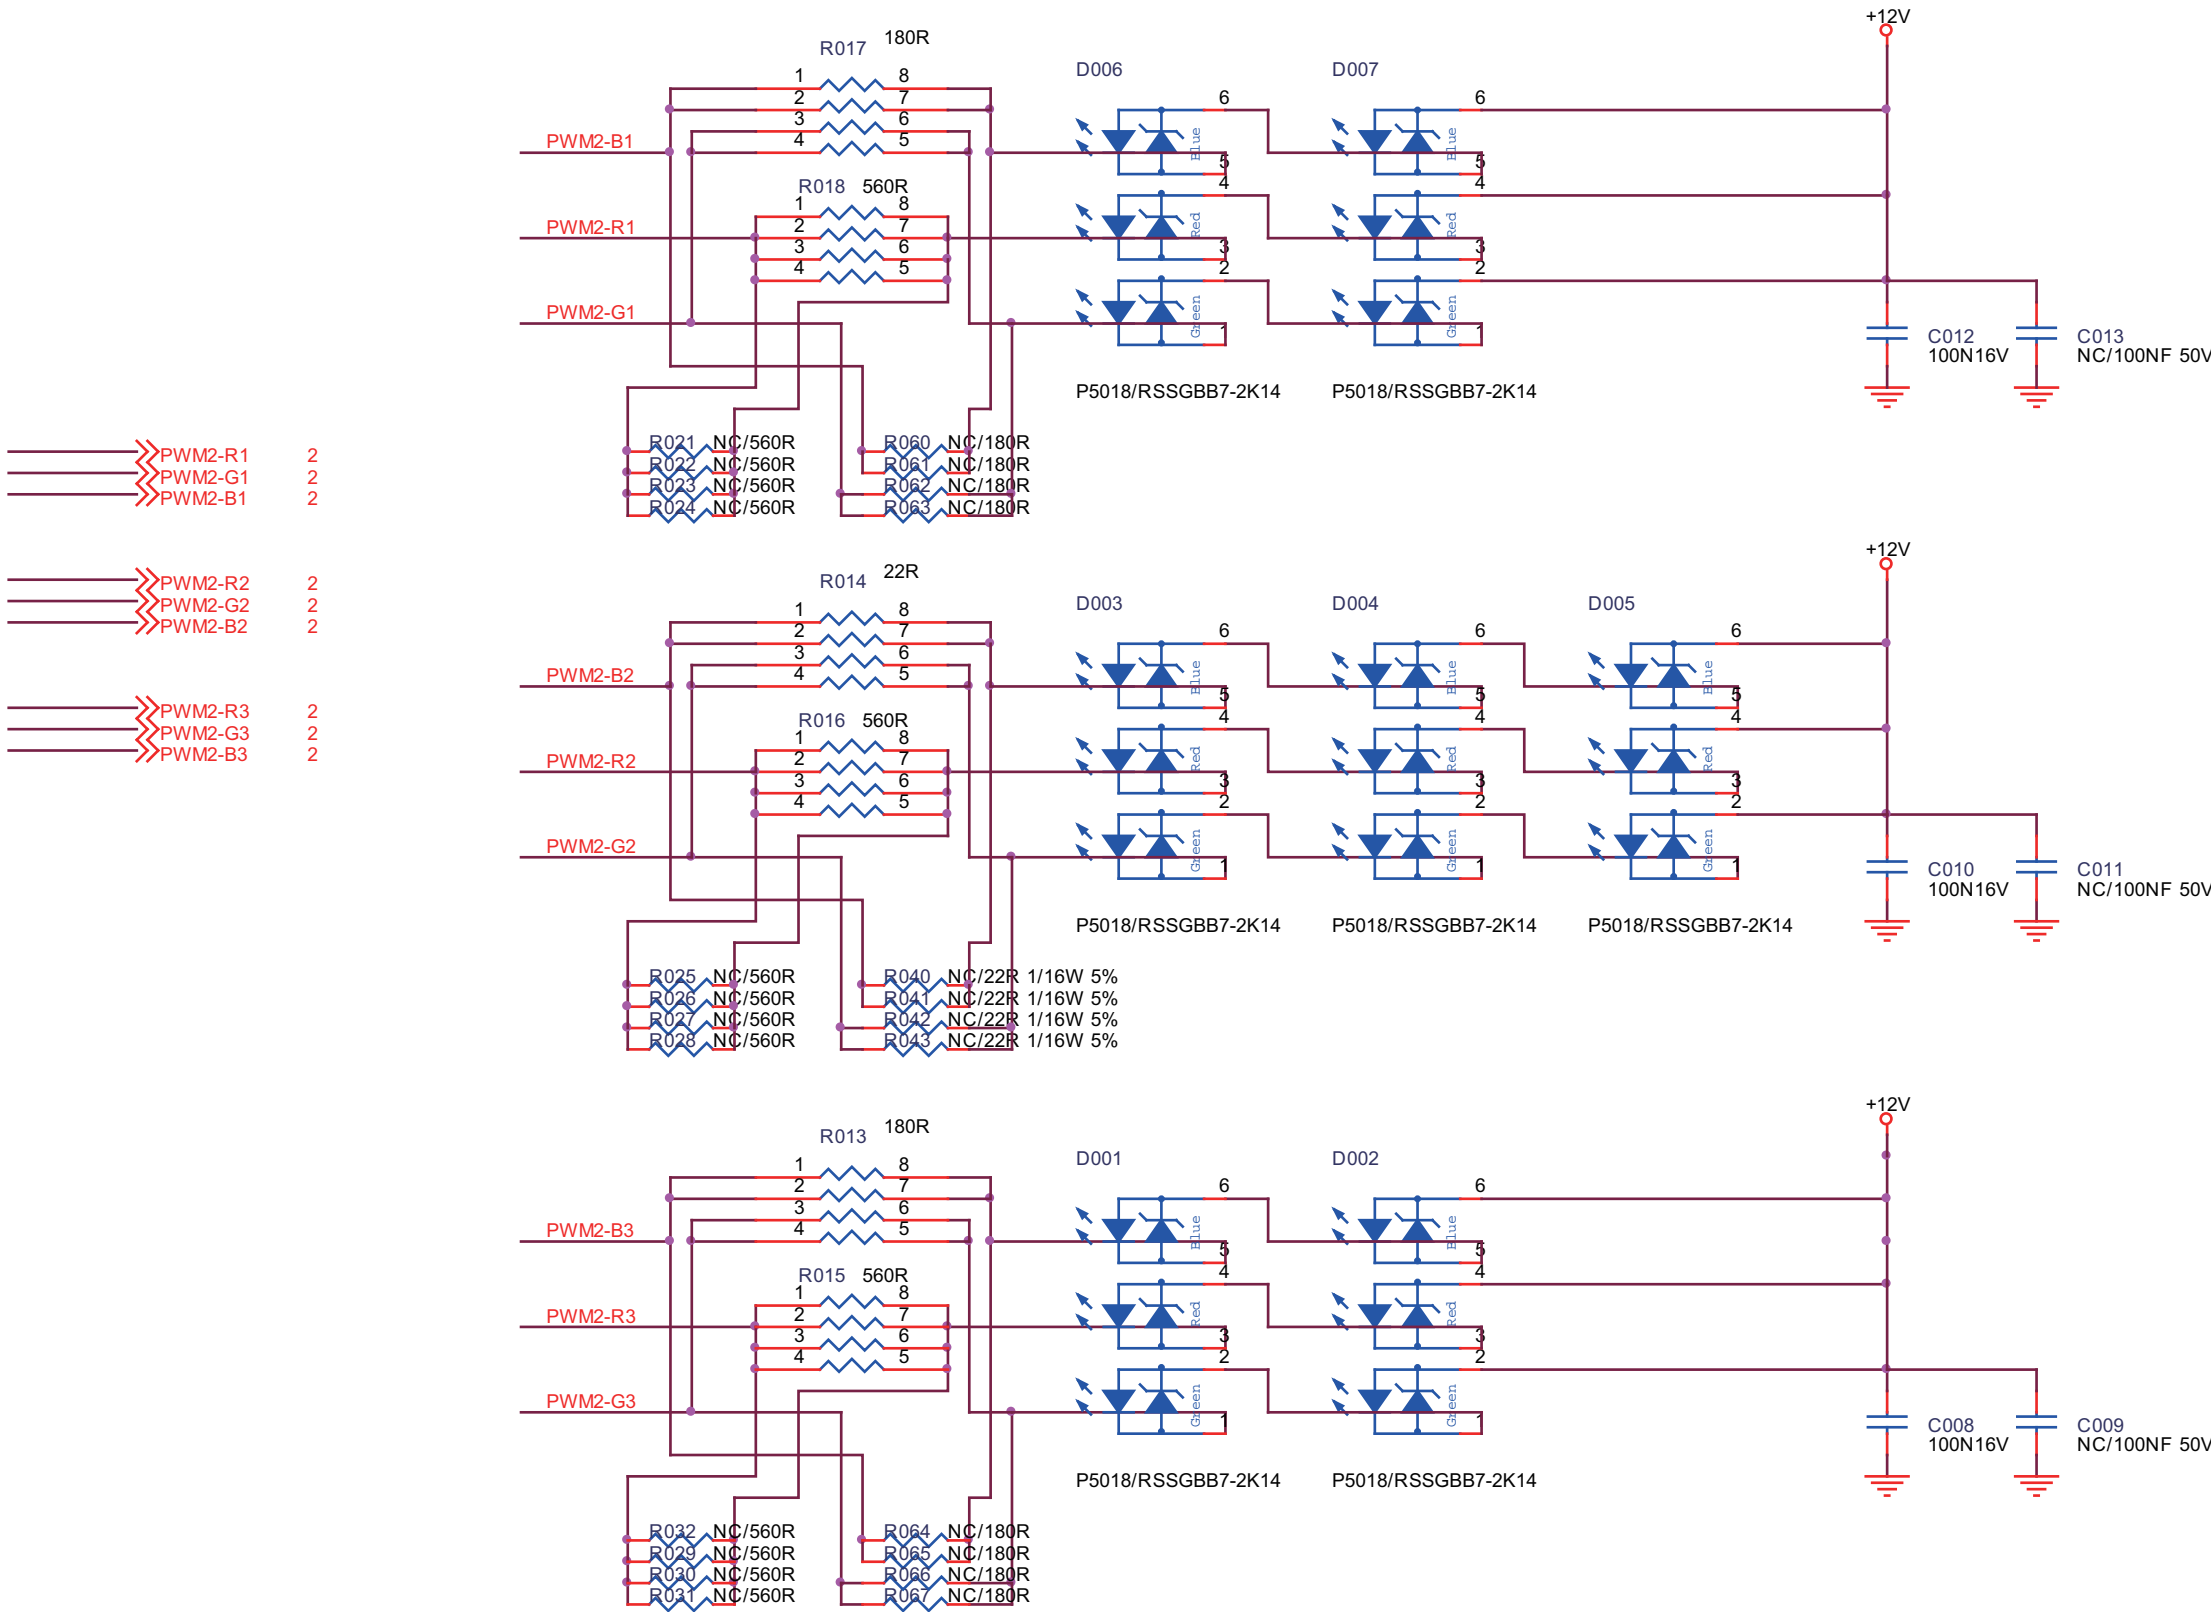 +12V
R017 180R
D006 D007
1 8
2 7
3 6
4 5
6 6
PWM2-B1
Blue Blue
5 5
R018 560R
4 4
1 8
2 7
3 6
4 5
PWM2-R1
Red Red
3 3
2 2
PWM2-G1
Green Green
1 1
C012
100N16V
C013
NC/100NF 50V
P5018/RSSGBB7-2K14 P5018/RSSGBB7-2K14
R021 NC/560R R060 NC/180R
R022 NC/560R R061 NC/180R
R023 NC/560R R062 NC/180R
R024 NC/560R R063 NC/180R
PWM2-R1 2
PWM2-G1 2
PWM2-B1 2
PWM2-R2 2
PWM2-G2 2
PWM2-B2 2
PWM2-R3 2
PWM2-G3 2
PWM2-B3 2
+12V
R014 22R
D003 D004 D005
1 8
2 7
3 6
4 5
6 6 6
PWM2-B2
Blue Blue Blue
5 5 5
R016 560R
4 4 4
1 8
2 7
3 6
4 5
PWM2-R2
Red Red Red
3 3 3
2 2 2
PWM2-G2
Green Green Green
1 1 1
C010
100N16V
C011
NC/100NF 50V
P5018/RSSGBB7-2K14 P5018/RSSGBB7-2K14 P5018/RSSGBB7-2K14
R025 NC/560R R040 NC/22R 1/16W 5%
R026 NC/560R R041 NC/22R 1/16W 5%
R027 NC/560R R042 NC/22R 1/16W 5%
R028 NC/560R R043 NC/22R 1/16W 5%
+12V
R013 180R
D001 D002
1 8
2 7
3 6
4 5
6 6
PWM2-B3
Blue Blue
5 5
R015 560R
4 4
1 8
2 7
3 6
4 5
PWM2-R3
Red Red
3 3
2 2
PWM2-G3
Green Green
1 1
C008
100N16V
C009
NC/100NF 50V
P5018/RSSGBB7-2K14 P5018/RSSGBB7-2K14
R032 NC/560R R064 NC/180R
R029 NC/560R R065 NC/180R
R030 NC/560R R066 NC/180R
R031 NC/560R R067 NC/180R